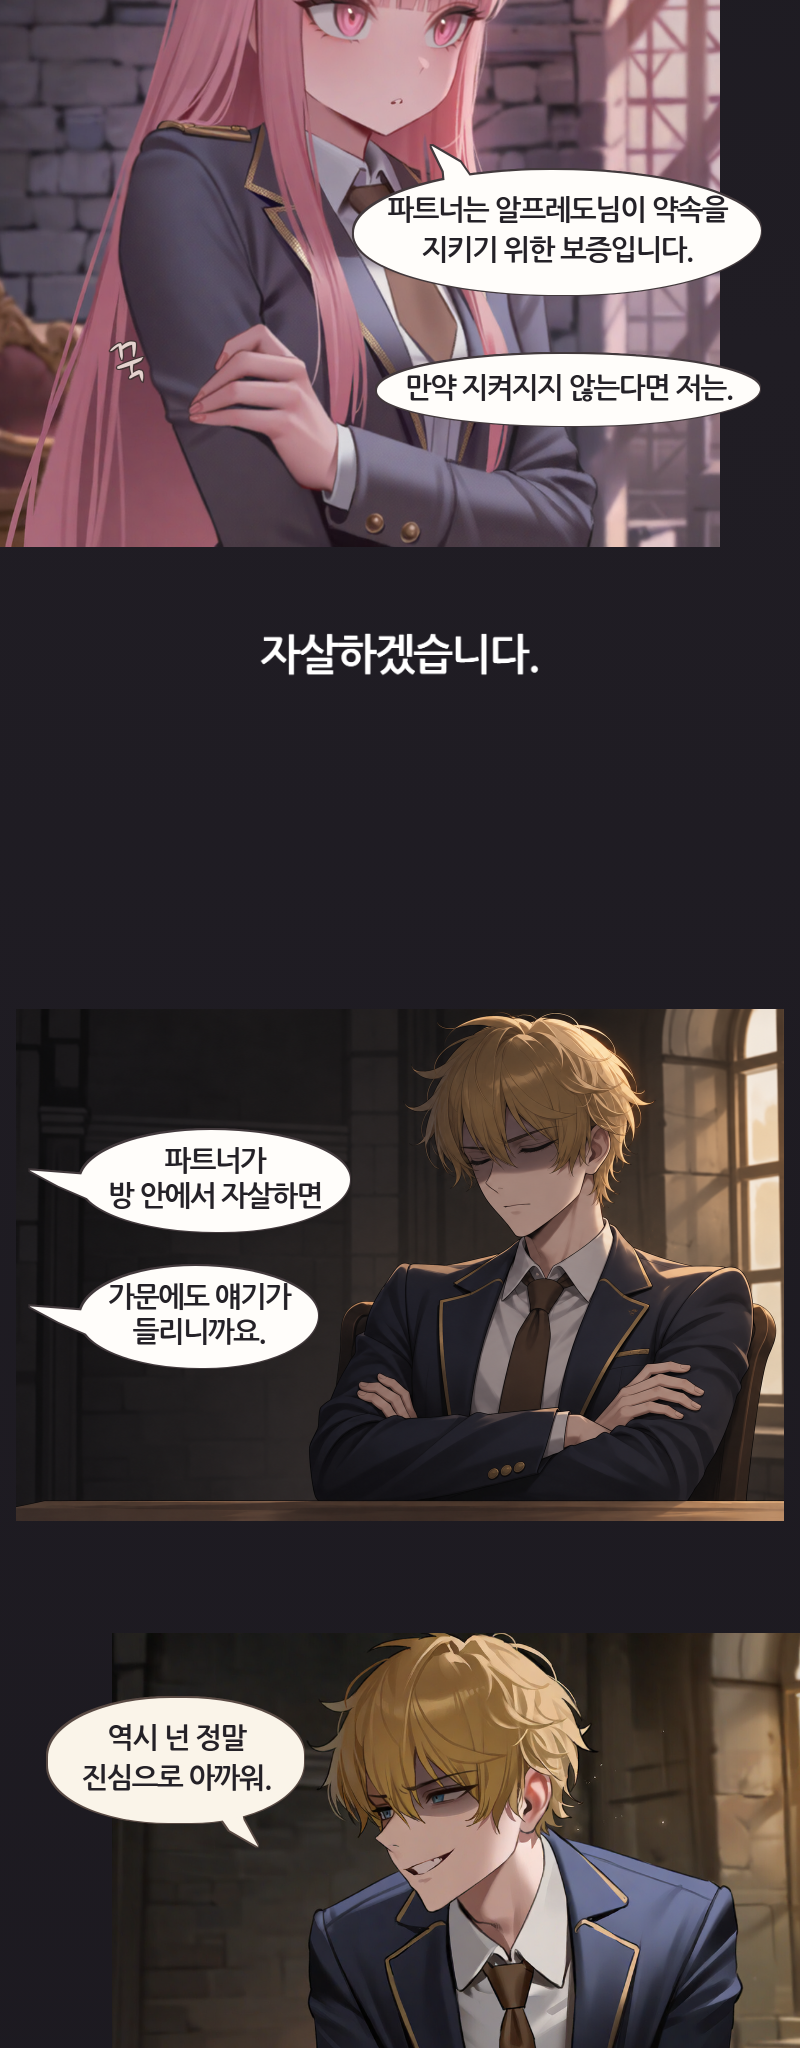 파트너는 알프레도님이 약속을
지키기 위한 보증입니다.
꾹
만약 지켜지지 않는다면 저는.
자살하겠습니다.
파트너가
방 안에서 자살하면
가문에도 얘기가
들리니까요.
역시 넌 정말
진심으로 아까워.